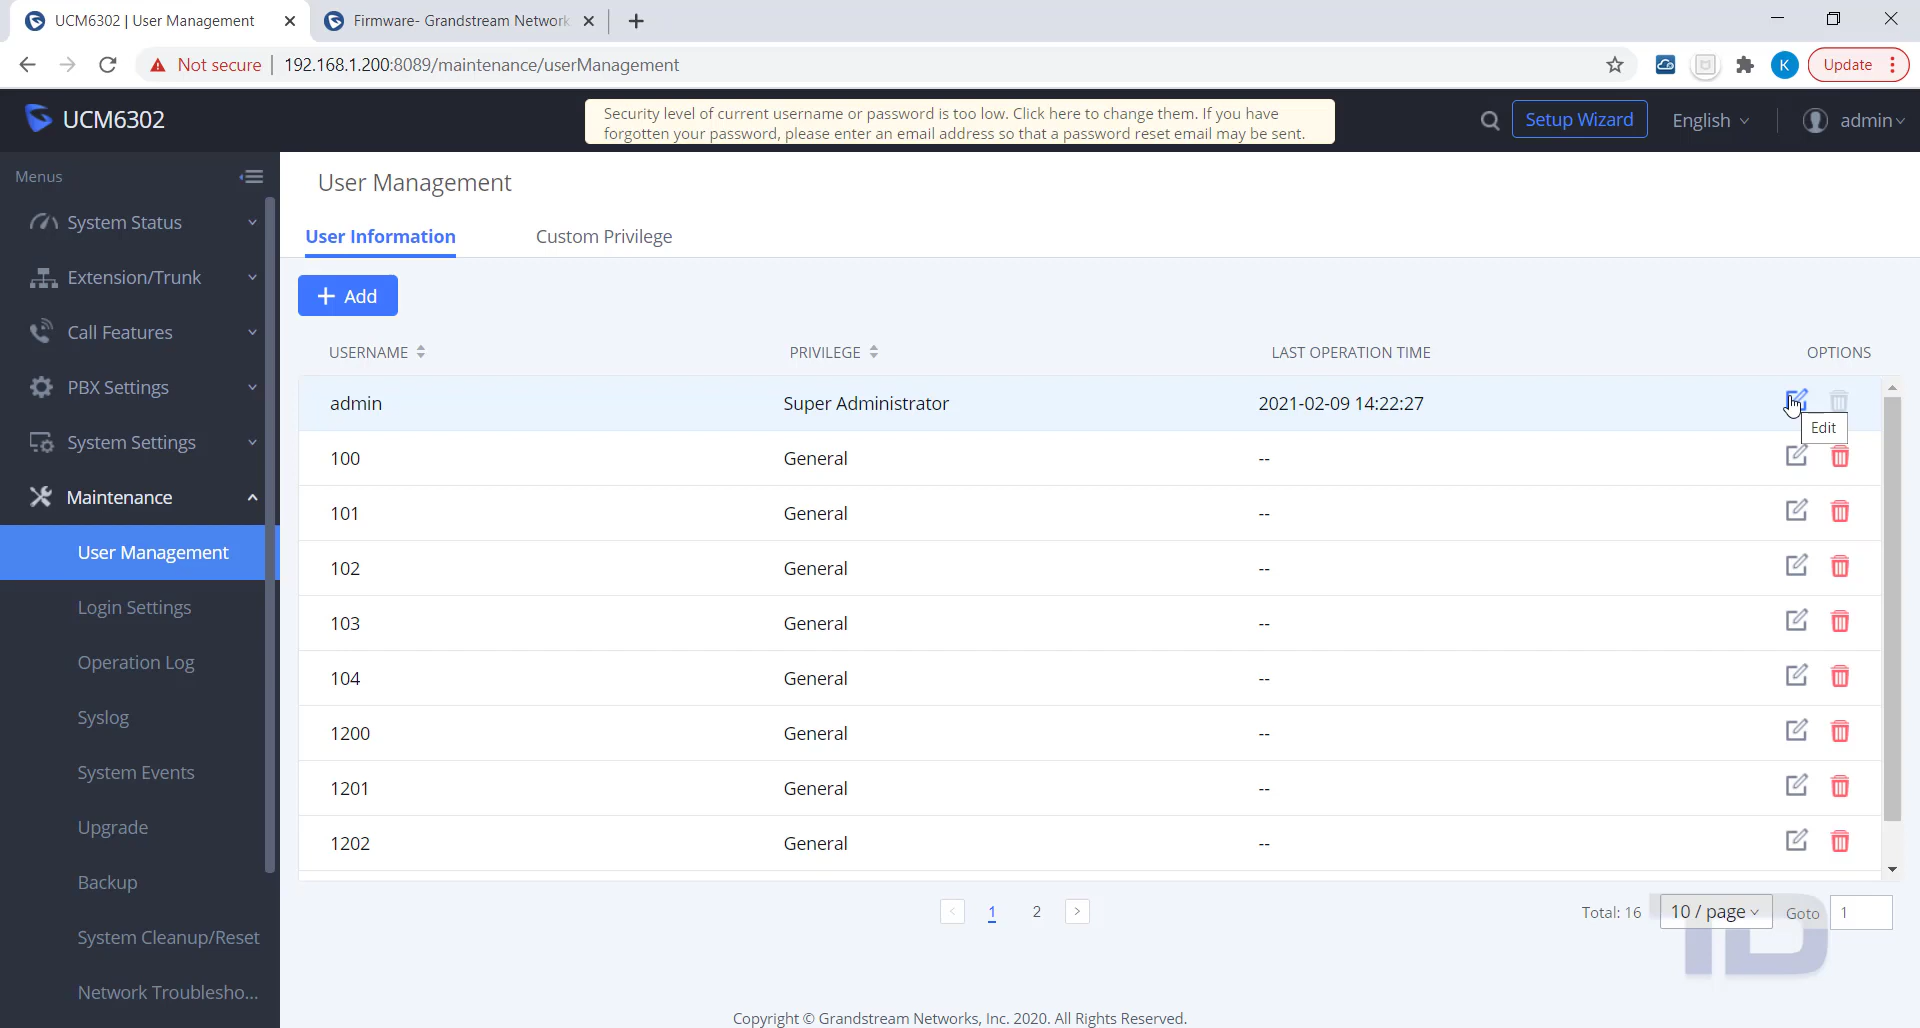 UCM6302 | User Management
Firmware- Grandstream Network
Not secure
192.168.1.200:8089/maintenance/userManagement
K
Update
UCM6302
Security level of current username or password is too low. Click here to change them. If you have
forgotten your password, please enter an email address so that a password reset email may be sent.
Setup Wizard
English
admin
Menus
System Status
Extension/Trunk
Call Features
PBX Settings
System Settings
Maintenance
User Management
Login Settings
Operation Log
Syslog
System Events
Upgrade
Backup
System Cleanup/Reset
Network Troublesho...
User Management
User Information
Custom Privilege
+ Add
USERNAME
PRIVILEGE
LAST OPERATION TIME
OPTIONS
admin
Super Administrator
2021-02-09 14:22:27
Edit
100
General
--
101
General
--
102
General
--
103
General
--
104
General
--
1200
General
--
1201
General
--
1202
General
--
<
1
2
>
Total: 16
10 / page
Goto
1
ID
Copyright © Grandstream Networks, Inc. 2020. All Rights Reserved.